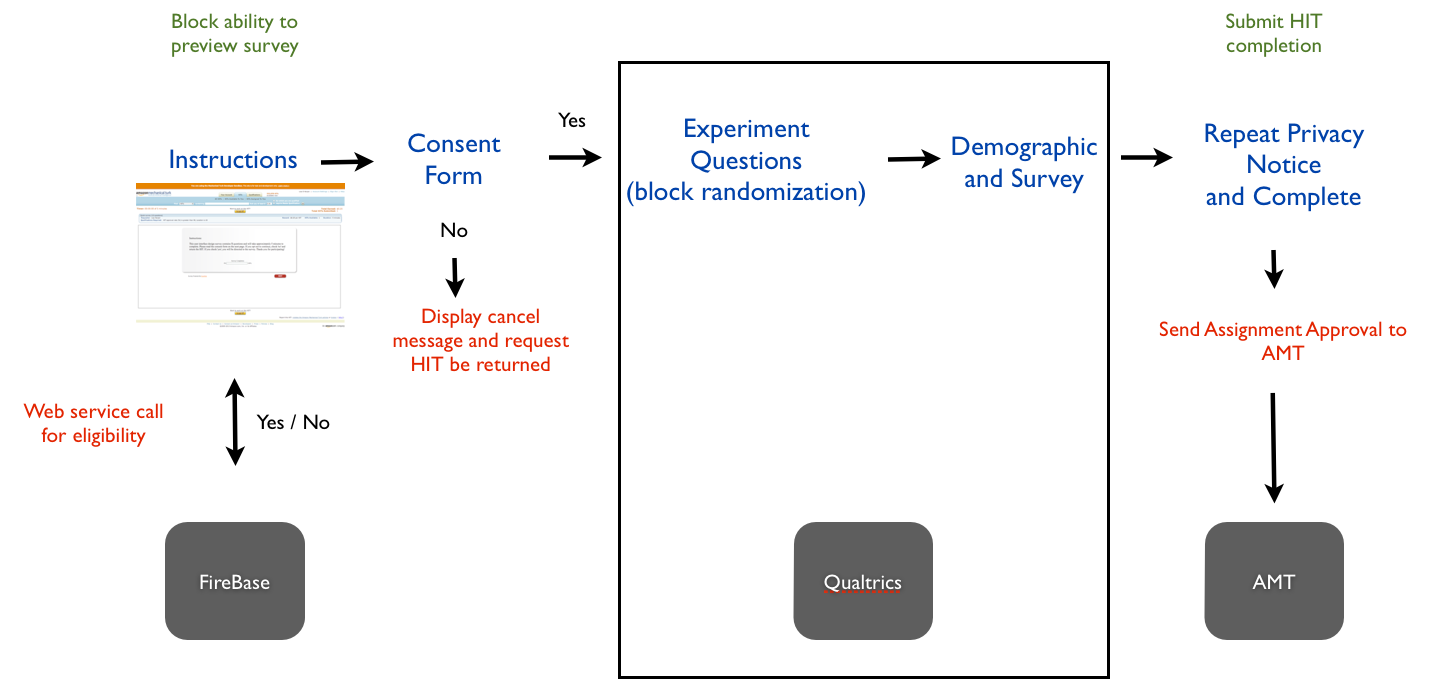 Block ability to
preview survey
Submit HIT
completion
Instructions
Consent
Form
Yes
Experiment
Questions
(block randomization)
Demographic
and Survey
Repeat Privacy
Notice
and Complete
No
Display cancel
message and request
HIT be returned
Send Assignment Approval to
AMT
Web service call
for eligibility
Yes / No
FireBase
Qualtrics
AMT